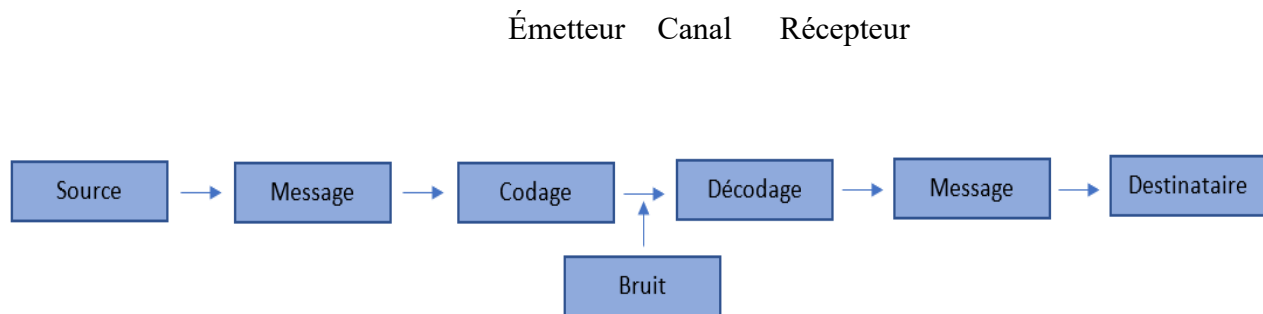 Émetteur Canal Récepteur
Source Message Codage Décodage Message Destinataire
Bruit